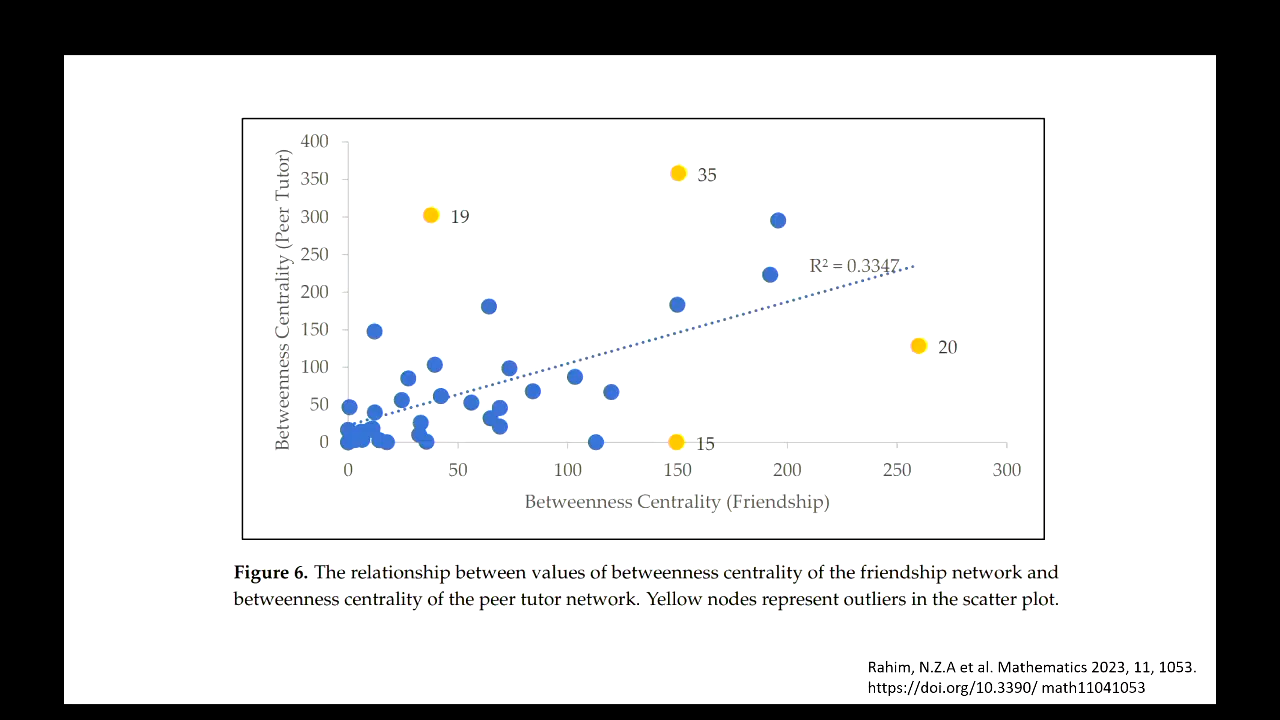 400
350
300
250
200
150
100
50
0
Betweenness Centrality (Peer Tutor)
35
19
R² = 0.3347
20
15
0 50 100 150 200 250 300
Betweenness Centrality (Friendship)
Figure 6. The relationship between values of betweenness centrality of the friendship network and
betweenness centrality of the peer tutor network. Yellow nodes represent outliers in the scatter plot.
Rahim, N.Z.A et al. Mathematics 2023, 11, 1053.
https://doi.org/10.3390/ math11041053